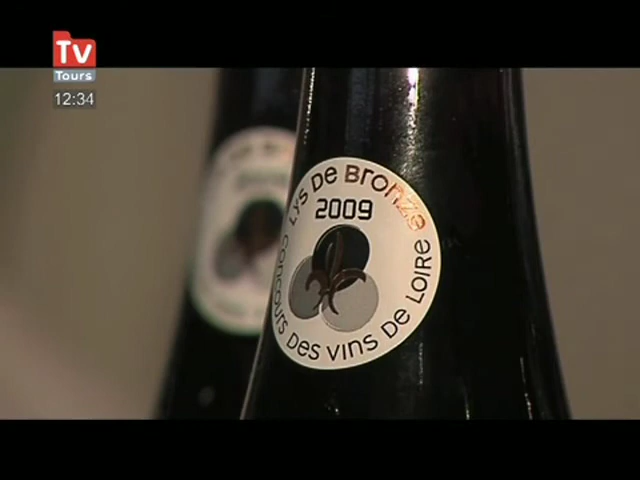 Tv
Tours
12:34
LYS DE BrONZE
2009
CONCOURS DES VINS DE LOIRE